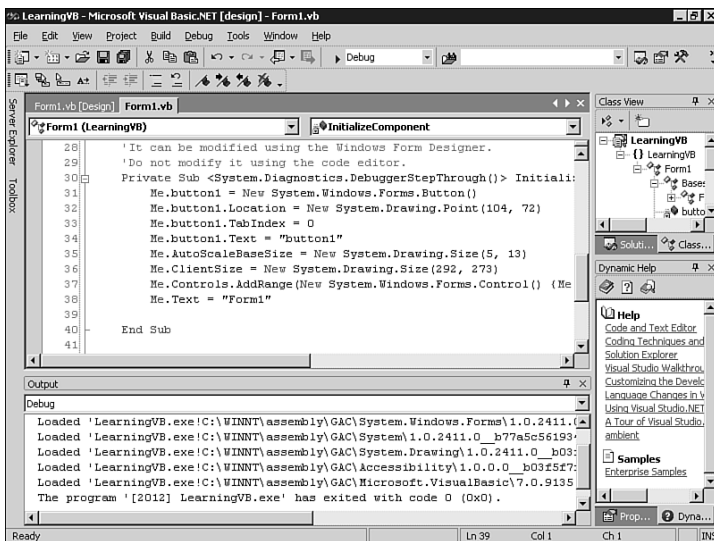 LearningVB - Microsoft Visual Basic.NET [design] - Form1.vb
File Edit View Project Build Debug Tools Window Help
Debug
Form1.vb [Design] Form1.vb
Form1 (LearningVB) InitializeComponent
28 'It can be modified using the Windows Form Designer.
29 'Do not modify it using the code editor.
30 Private Sub <System.Diagnostics.DebuggerStepThrough()> Initiali
31 Me.button1 = New System.Windows.Forms.Button()
32 Me.button1.Location = New System.Drawing.Point(104, 72)
33 Me.button1.TabIndex = 0
34 Me.button1.Text = "button1"
35 Me.AutoScaleBaseSize = New System.Drawing.Size(5, 13)
36 Me.ClientSize = New System.Drawing.Size(292, 273)
37 Me.Controls.AddRange(New System.Windows.Forms.Control() {Me
38 Me.Text = "Form1"
39
40 End Sub
41
Server Explorer
Toolbox
Class View
LearningVB
{} LearningVB
Form1
Bases
F
butto
Soluti... Class...
Dynamic Help
Help
Code and Text Editor
Coding Techniques and
Solution Explorer
Visual Studio Walkthrou
Customizing the Develo
Language Changes in V
Using Visual Studio.NET
A Tour of Visual Studio.
ambient
Samples
Enterprise Samples
Prop... Dyna...
Output
Debug
Loaded 'LearningVB.exe!C:\WINNT\assembly\GAC\System.Windows.Forms\1.0.2411.0
Loaded 'LearningVB.exe!C:\WINNT\assembly\GAC\System\1.0.2411.0__b77a5c56193
Loaded 'LearningVB.exe!C:\WINNT\assembly\GAC\System.Drawing\1.0.2411.0__b03
Loaded 'LearningVB.exe!C:\WINNT\assembly\GAC\Accessibility\1.0.0.0__b03f5f7
Loaded 'LearningVB.exe!C:\WINNT\assembly\GAC\Microsoft.VisualBasic\7.0.9135
The program '[2012] LearningVB.exe' has exited with code 0 (0x0).
Ready Ln 39 Col 1 Ch 1 INS